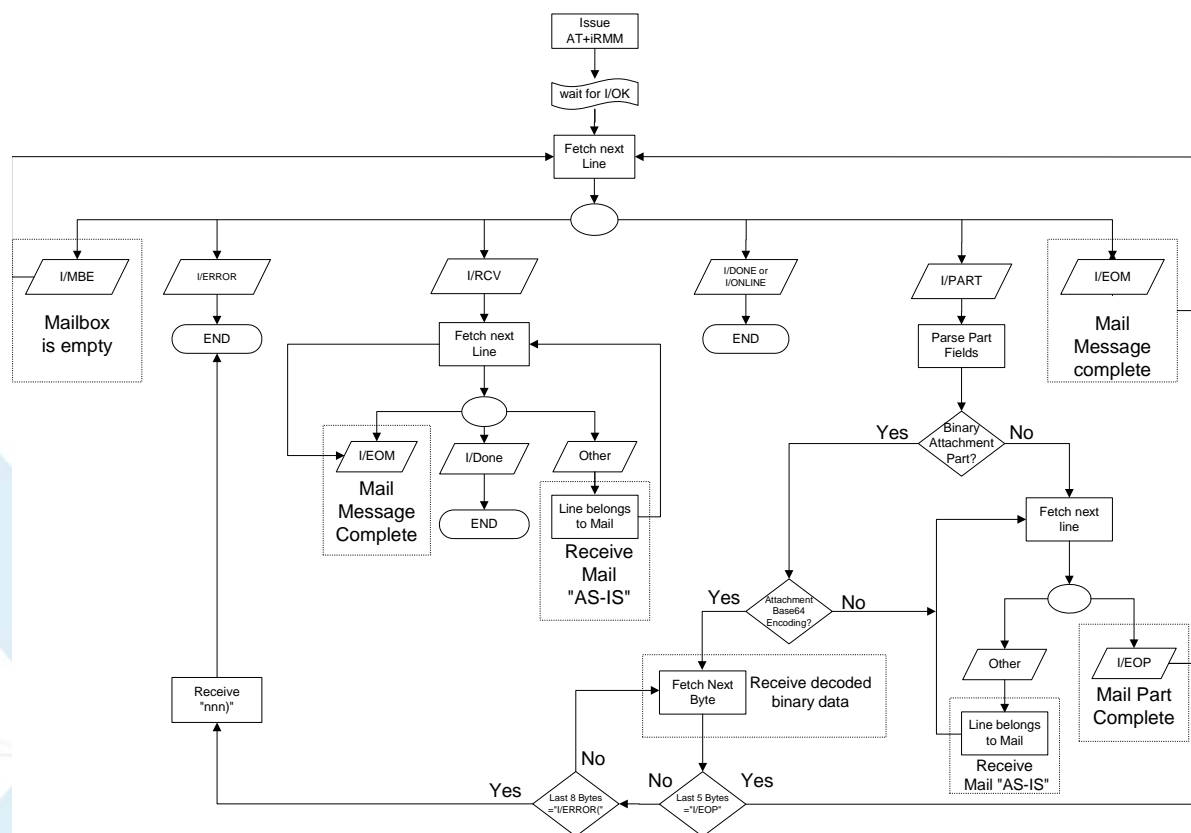 Issue
AT+iRMM
wait for I/OK
Fetch next
Line
I/MBE
Mailbox
is empty
I/ERROR
END
I/RCV
Fetch next
Line
I/EOM
Mail
Message
Complete
I/Done
END
Other
Line belongs
to Mail
Receive
Mail
"AS-IS"
I/DONE or
I/ONLINE
END
I/PART
Parse Part
Fields
I/EOM
Mail
Message
complete
Yes
Binary
Attachment
Part?
No
Fetch next
line
Yes
Attachment
Base64
Encoding?
No
Other
I/EOP
Mail Part
Complete
Line belongs
to Mail
Receive
Mail "AS-IS"
Fetch Next
Byte
Receive decoded
binary data
Receive
"nnn)"
No
Yes
Last 8 Bytes
="I/ERROR("
No
Last 5 Bytes
="I/EOP"
Yes